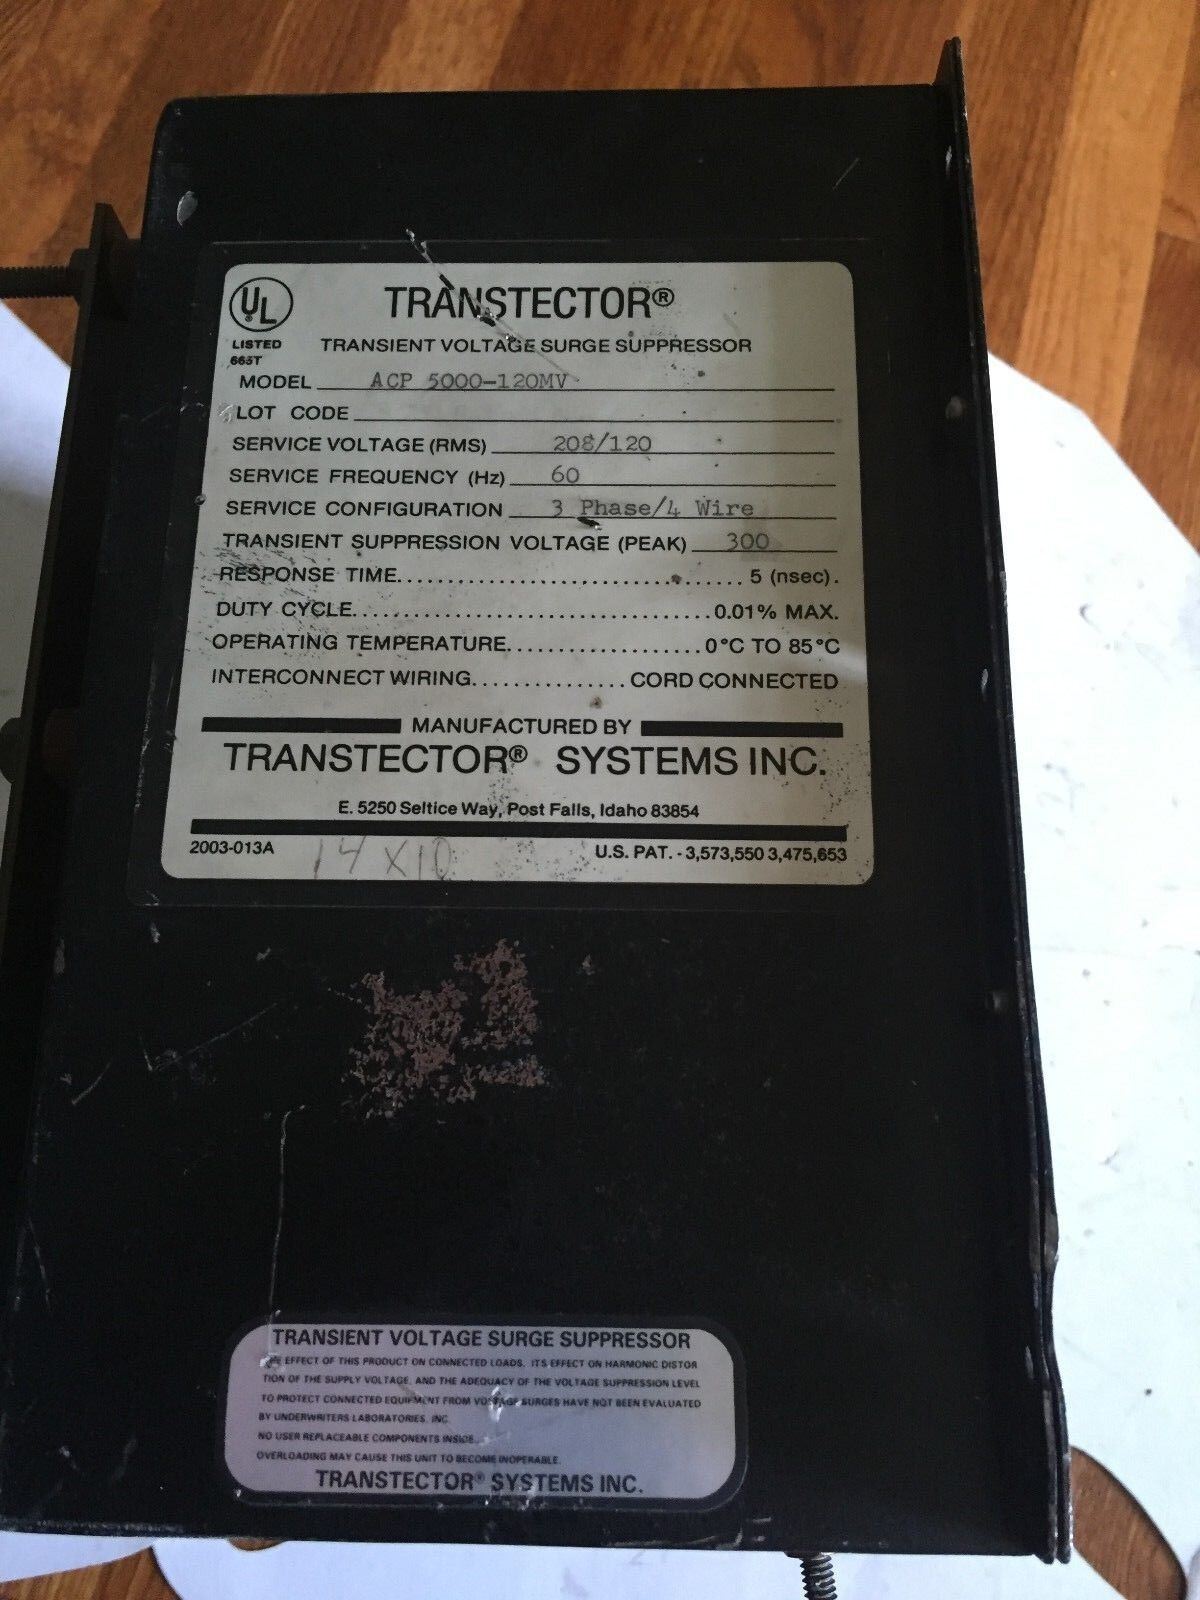 UL®
LISTED
665T
TRANSTECTOR®
TRANSIENT VOLTAGE SURGE SUPPRESSOR
MODEL ACP 5000-120MV
LOT CODE
SERVICE VOLTAGE (RMS) 208/120
SERVICE FREQUENCY (Hz) 60
SERVICE CONFIGURATION 3 Phase/4 Wire
TRANSIENT SUPPRESSION VOLTAGE (PEAK) 300
RESPONSE TIME........................................ 5 (nsec).
DUTY CYCLE........................................0.01% MAX.
OPERATING TEMPERATURE...................0°C TO 85°C
INTERCONNECT WIRING...............CORD CONNECTED
MANUFACTURED BY
TRANSTECTOR® SYSTEMS INC.
E. 5250 Seltice Way, Post Falls, Idaho 83854
2003-013A 14 x 10 U.S. PAT. - 3,573,550 3,475,653
TRANSIENT VOLTAGE SURGE SUPPRESSOR
THE EFFECT OF THIS PRODUCT ON CONNECTED LOADS, ITS EFFECT ON HARMONIC DISTOR
TION OF THE SUPPLY VOLTAGE, AND THE ADEQUACY OF THE VOLTAGE SUPPRESSION LEVEL
TO PROTECT CONNECTED EQUIPMENT FROM VOLTAGE SURGES HAVE NOT BEEN EVALUATED
BY UNDERWRITERS LABORATORIES, INC.
NO USER REPLACEABLE COMPONENTS INSIDE.
OVERLOADING MAY CAUSE THIS UNIT TO BECOME INOPERABLE.
TRANSTECTOR® SYSTEMS INC.